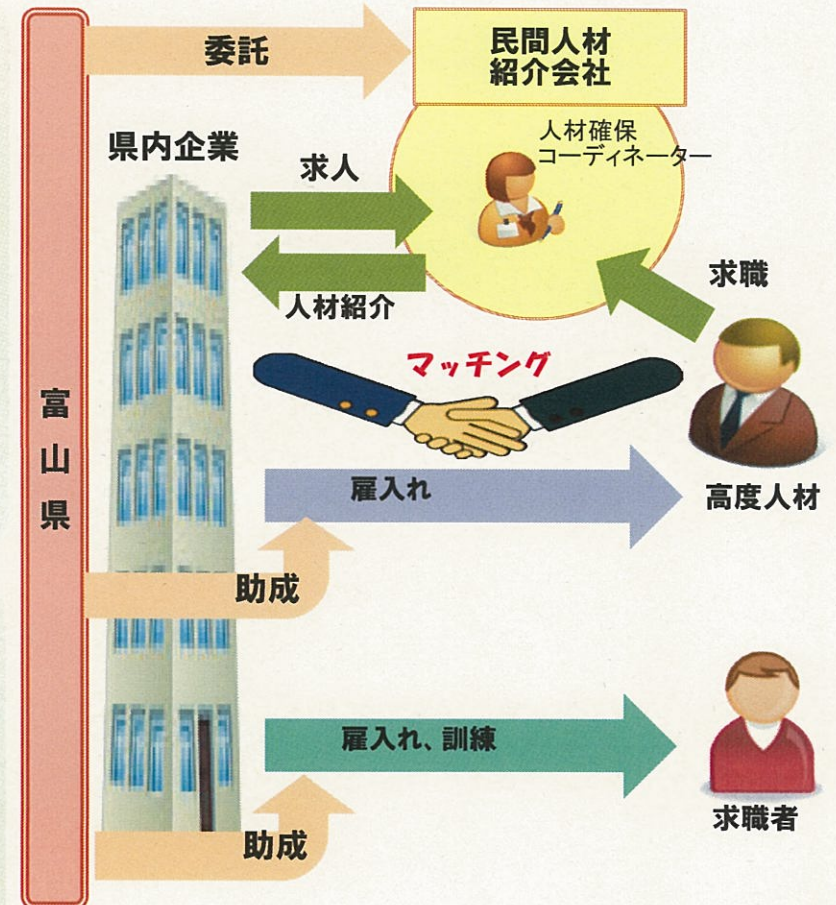 委託
民間人材
紹介会社
人材確保
コーディネーター
県内企業
求人
人材紹介
求職
マッチング
富山県
雇入れ
高度人材
助成
雇入れ、訓練
求職者
助成